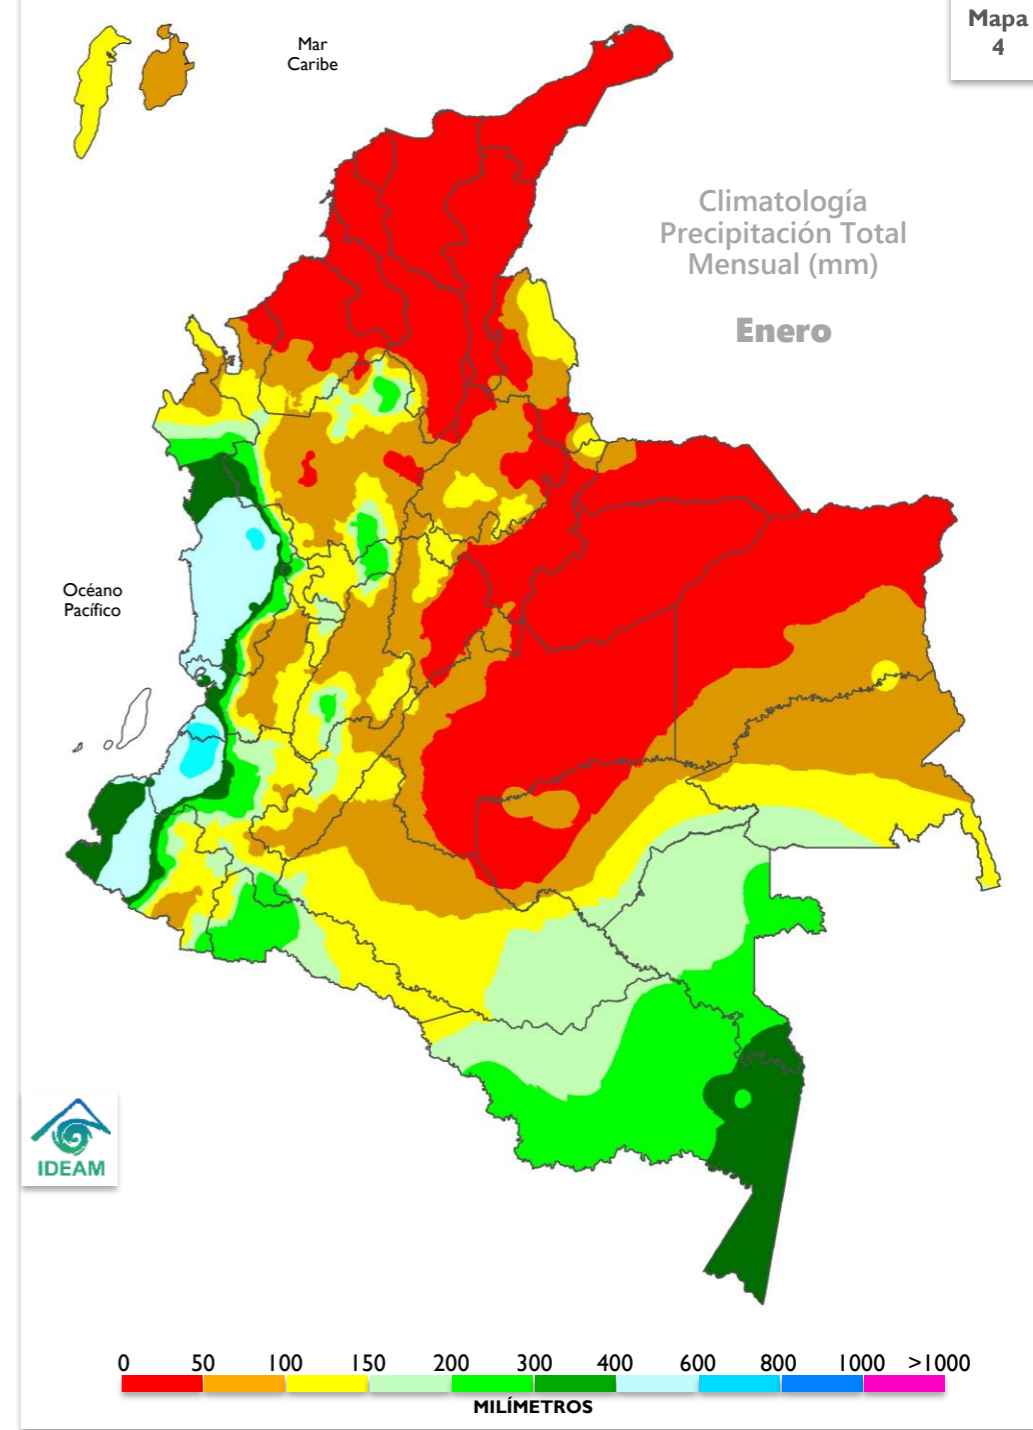 Mapa
4
Mar
Caribe
Climatología
Precipitación Total
Mensual (mm)
Enero
Océano
Pacífico
IDEAM
0 50 100 150 200 300 400 600 800 1000 >1000
MILÍMETROS